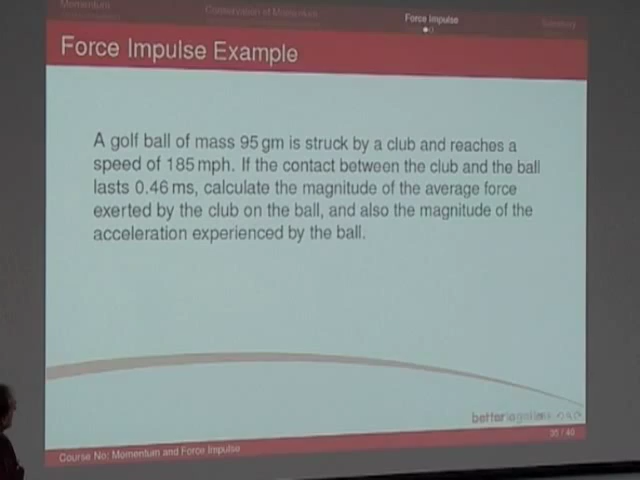 Momentum
Conservation of Momentum
Force Impulse
Summary
Force Impulse Example
A golf ball of mass 95 gm is struck by a club and reaches a
speed of 185 mph. If the contact between the club and the ball
lasts 0.46 ms, calculate the magnitude of the average force
exerted by the club on the ball, and also the magnitude of the
acceleration experienced by the ball.
35 / 40
Course No: Momentum and Force Impulse